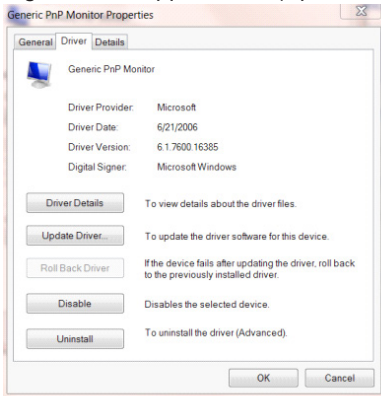 Generic PnP Monitor Properties
General Driver Details
Generic PnP Monitor
Driver Provider: Microsoft
Driver Date: 6/21/2006
Driver Version: 6.1.7600.16385
Digital Signer: Microsoft Windows
Driver Details To view details about the driver files.
Update Driver... To update the driver software for this device.
Roll Back Driver If the device fails after updating the driver, roll back
to the previously installed driver.
Disable Disables the selected device.
Uninstall To uninstall the driver (Advanced).
OK Cancel